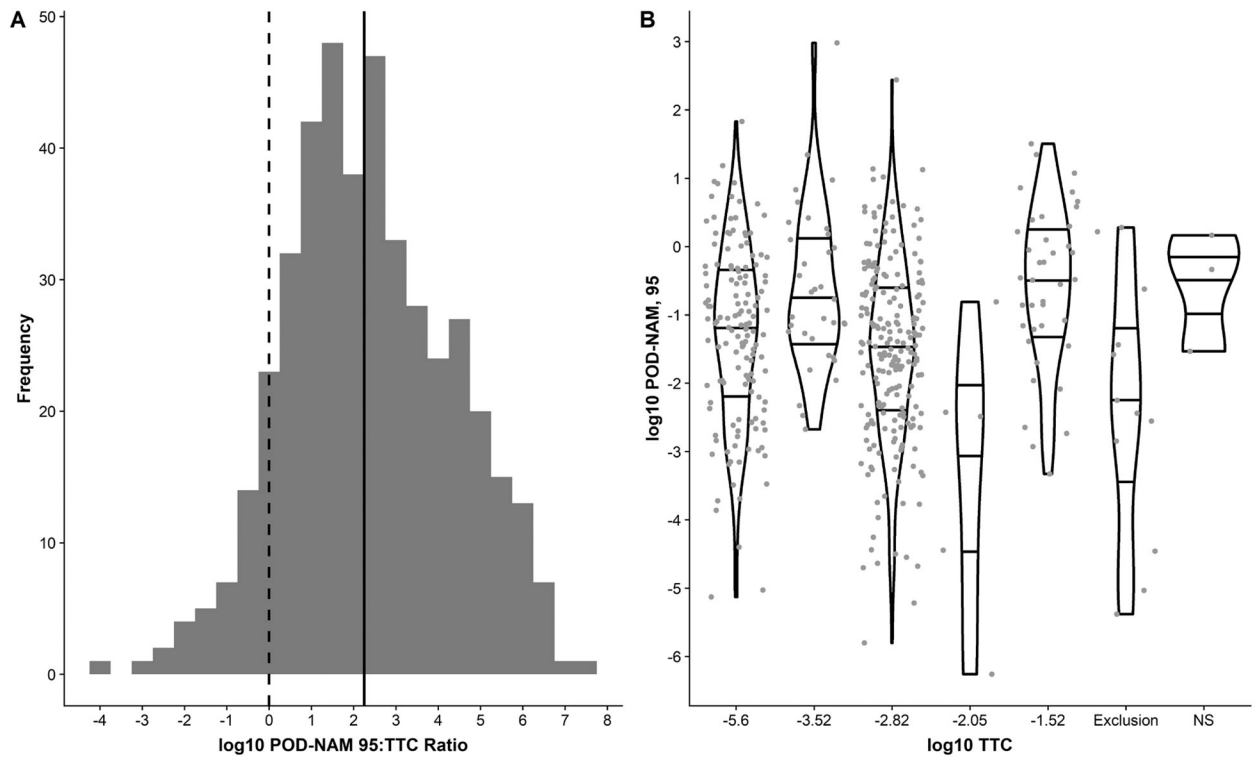 A
50
40
30
20
10
0
Frequency
-4 -3 -2 -1 0 1 2 3 4 5 6 7 8
log10 POD-NAM 95:TTC Ratio
B
3
2
1
0
-1
-2
-3
-4
-5
-6
log10 POD-NAM, 95
-5.6 -3.52 -2.82 -2.05 -1.52 Exclusion NS
log10 TTC